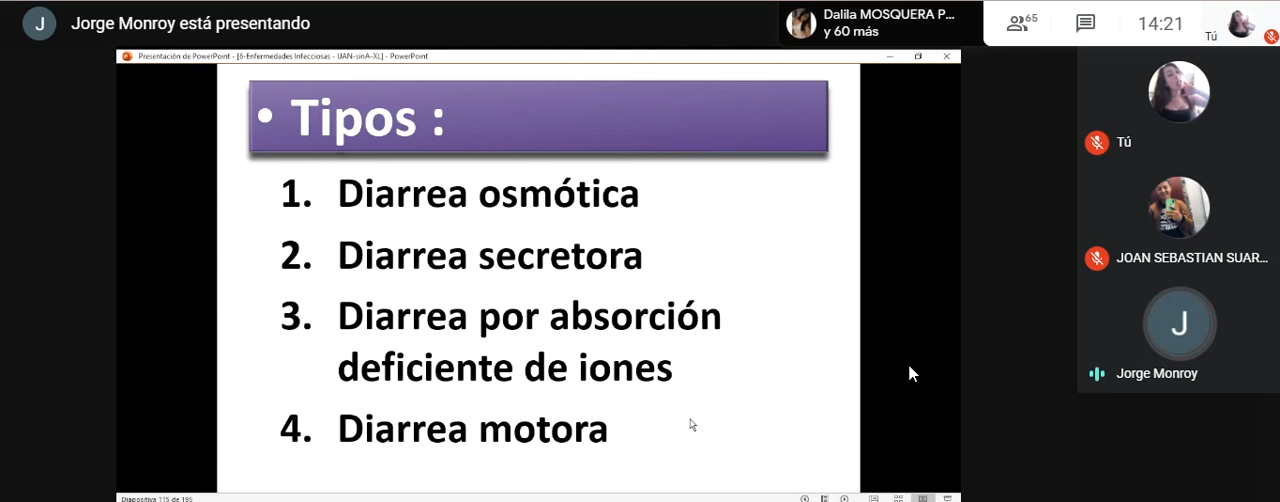 J
Jorge Monroy está presentando
Dalila MOSQUERA P...
y 60 más
65
14:21
Tú
Presentación de PowerPoint - [6-Enfermedades Infecciosas - UAN-sinA-XL] - PowerPoint
• Tipos :
1. Diarrea osmótica
2. Diarrea secretora
3. Diarrea por absorción
deficiente de iones
4. Diarrea motora
Diapositiva 115 de 195
Tú
JOAN SEBASTIAN SUAR...
J
Jorge Monroy